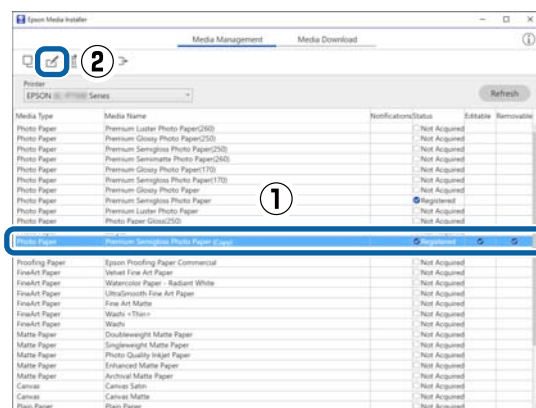 Epson Media Installer
Media Management Media Download
②
Printer
EPSON Series
Refresh
Media Type Media Name Notifications Status Editable Removable
Photo Paper Premium Luster Photo Paper(260) Not Acquired
Photo Paper Premium Glossy Photo Paper(250) Not Acquired
Photo Paper Premium Semigloss Photo Paper(250) Not Acquired
Photo Paper Premium Semimatte Photo Paper(260) Not Acquired
Photo Paper Premium Glossy Photo Paper(170) Not Acquired
Photo Paper Premium Semigloss Photo Paper(170) Not Acquired
Photo Paper Premium Glossy Photo Paper Not Acquired
Photo Paper Premium Semigloss Photo Paper Registered
①
Photo Paper Premium Luster Photo Paper Not Acquired
Photo Paper Photo Paper Gloss(250) Not Acquired
Photo Paper Premium Semigloss Photo Paper (Copy) Registered
Proofing Paper Epson Proofing Paper Commercial Not Acquired
FineArt Paper Velvet Fine Art Paper Not Acquired
FineArt Paper Watercolor Paper - Radiant White Not Acquired
FineArt Paper UltraSmooth Fine Art Paper Not Acquired
FineArt Paper Fine Art Matte Not Acquired
FineArt Paper Washi <Thin> Not Acquired
FineArt Paper Washi Not Acquired
Matte Paper Doubleweight Matte Paper Not Acquired
Matte Paper Singleweight Matte Paper Not Acquired
Matte Paper Photo Quality Inkjet Paper Not Acquired
Matte Paper Enhanced Matte Paper Not Acquired
Matte Paper Archival Matte Paper Not Acquired
Canvas Canvas Satin Not Acquired
Canvas Canvas Matte Not Acquired
Plain Paper Plain Paper Not Acquired